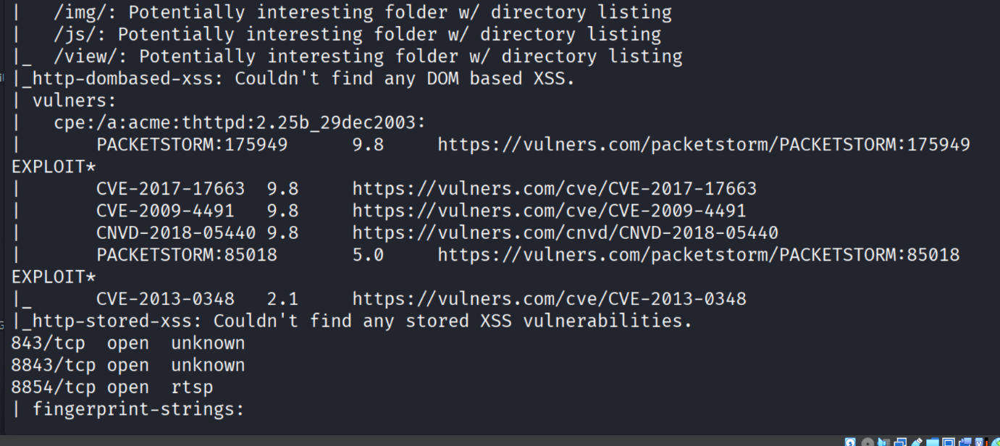 |   /img/: Potentially interesting folder w/ directory listing
|   /js/: Potentially interesting folder w/ directory listing
|_  /view/: Potentially interesting folder w/ directory listing
|_http-dombased-xss: Couldn't find any DOM based XSS.
| vulners:
|   cpe:/a:acme:thttpd:2.25b_29dec2003:
|       PACKETSTORM:175949      9.8     https://vulners.com/packetstorm/PACKETSTORM:175949
EXPLOIT*
|       CVE-2017-17663  9.8     https://vulners.com/cve/CVE-2017-17663
|       CVE-2009-4491   9.8     https://vulners.com/cve/CVE-2009-4491
|       CNVD-2018-05440 9.8     https://vulners.com/cnvd/CNVD-2018-05440
|       PACKETSTORM:85018       5.0     https://vulners.com/packetstorm/PACKETSTORM:85018
EXPLOIT*
|_      CVE-2013-0348   2.1     https://vulners.com/cve/CVE-2013-0348
|_http-stored-xss: Couldn't find any stored XSS vulnerabilities.
843/tcp  open  unknown
8843/tcp open  unknown
8854/tcp open  rtsp
| fingerprint-strings: